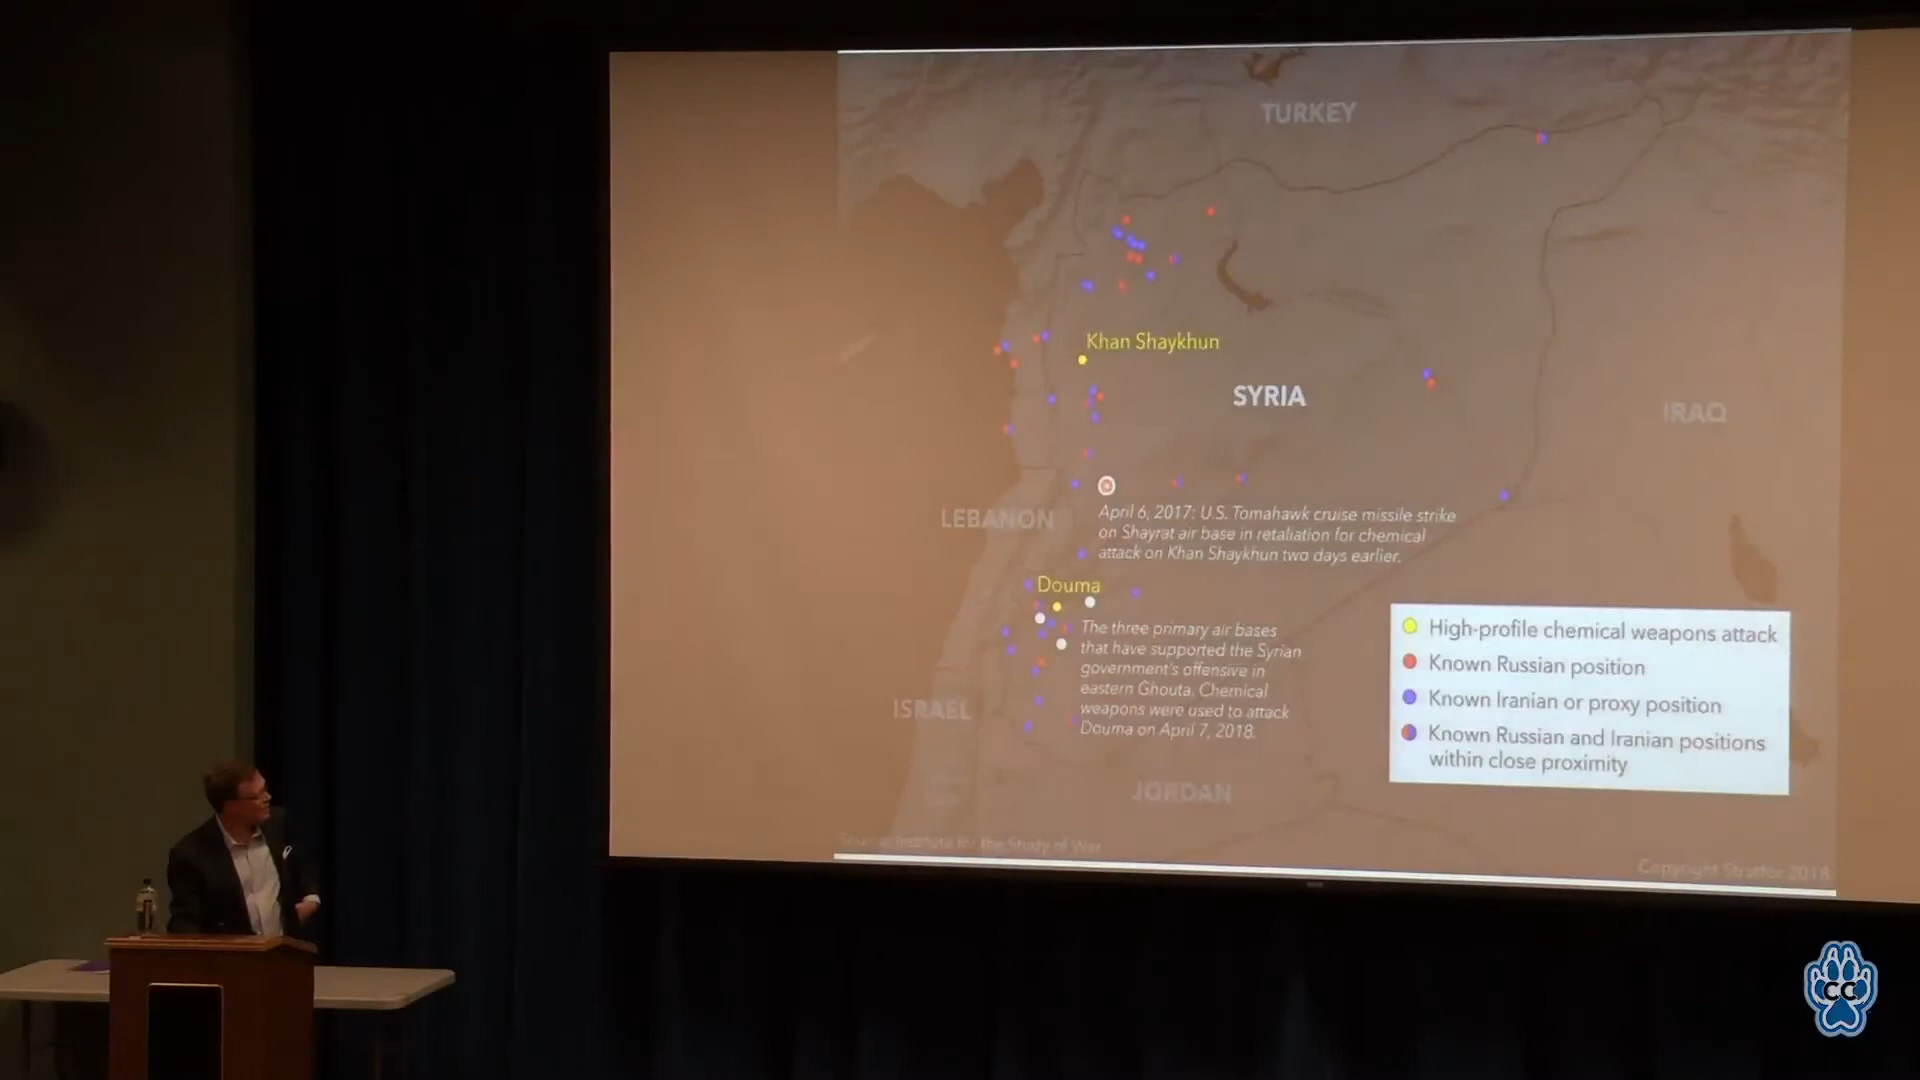 TURKEY
Khan Shaykhun
SYRIA
IRAQ
LEBANON
April 6, 2017: U.S. Tomahawk cruise missile strike
on Shayrat air base in retaliation for chemical
attack on Khan Shaykhun two days earlier.
Douma
The three primary air bases
that have supported the Syrian
government's offensive in
eastern Ghouta. Chemical
weapons were used to attack
Douma on April 7, 2018.
ISRAEL
JORDAN
High-profile chemical weapons attack
Known Russian position
Known Iranian or proxy position
Known Russian and Iranian positions
within close proximity
Source: Institute for the Study of War
Copyright Stratfor 2018
CC